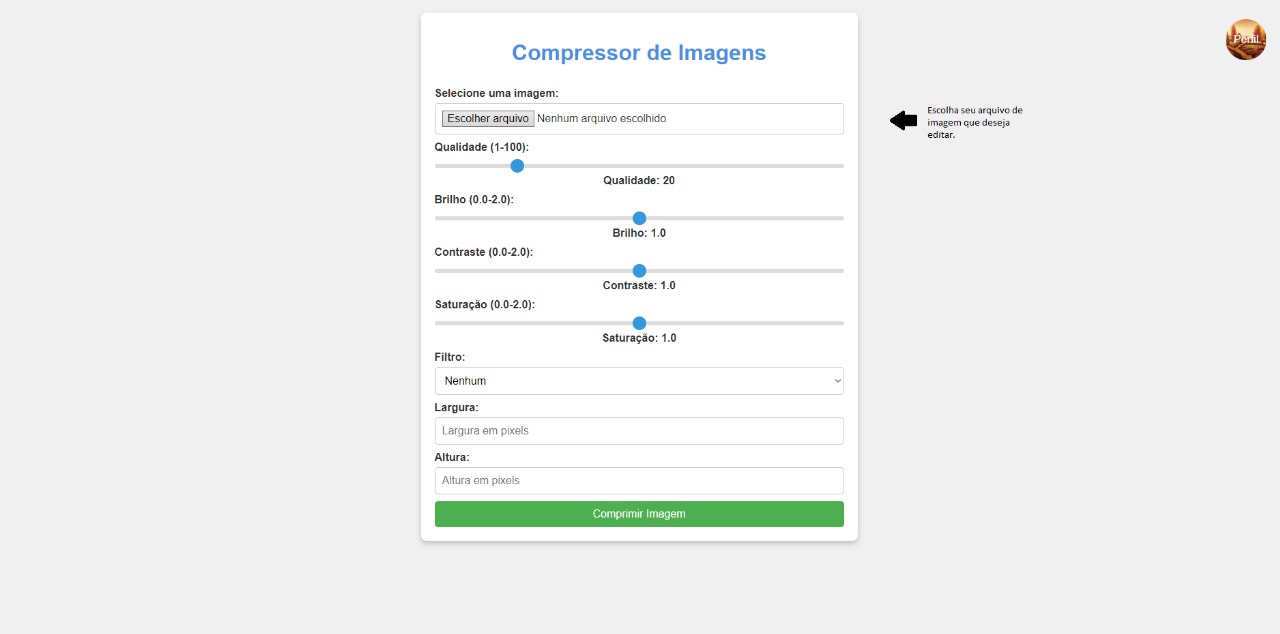 Compressor de Imagens
Perfil
Selecione uma imagem:
Escolher arquivo Nenhum arquivo escolhido
Escolha seu arquivo de
imagem que deseja
editar.
Qualidade (1-100):
Qualidade: 20
Brilho (0.0-2.0):
Brilho: 1.0
Contraste (0.0-2.0):
Contraste: 1.0
Saturação (0.0-2.0):
Saturação: 1.0
Filtro:
Nenhum
Largura:
Largura em pixels
Altura:
Altura em pixels
Comprimir Imagem